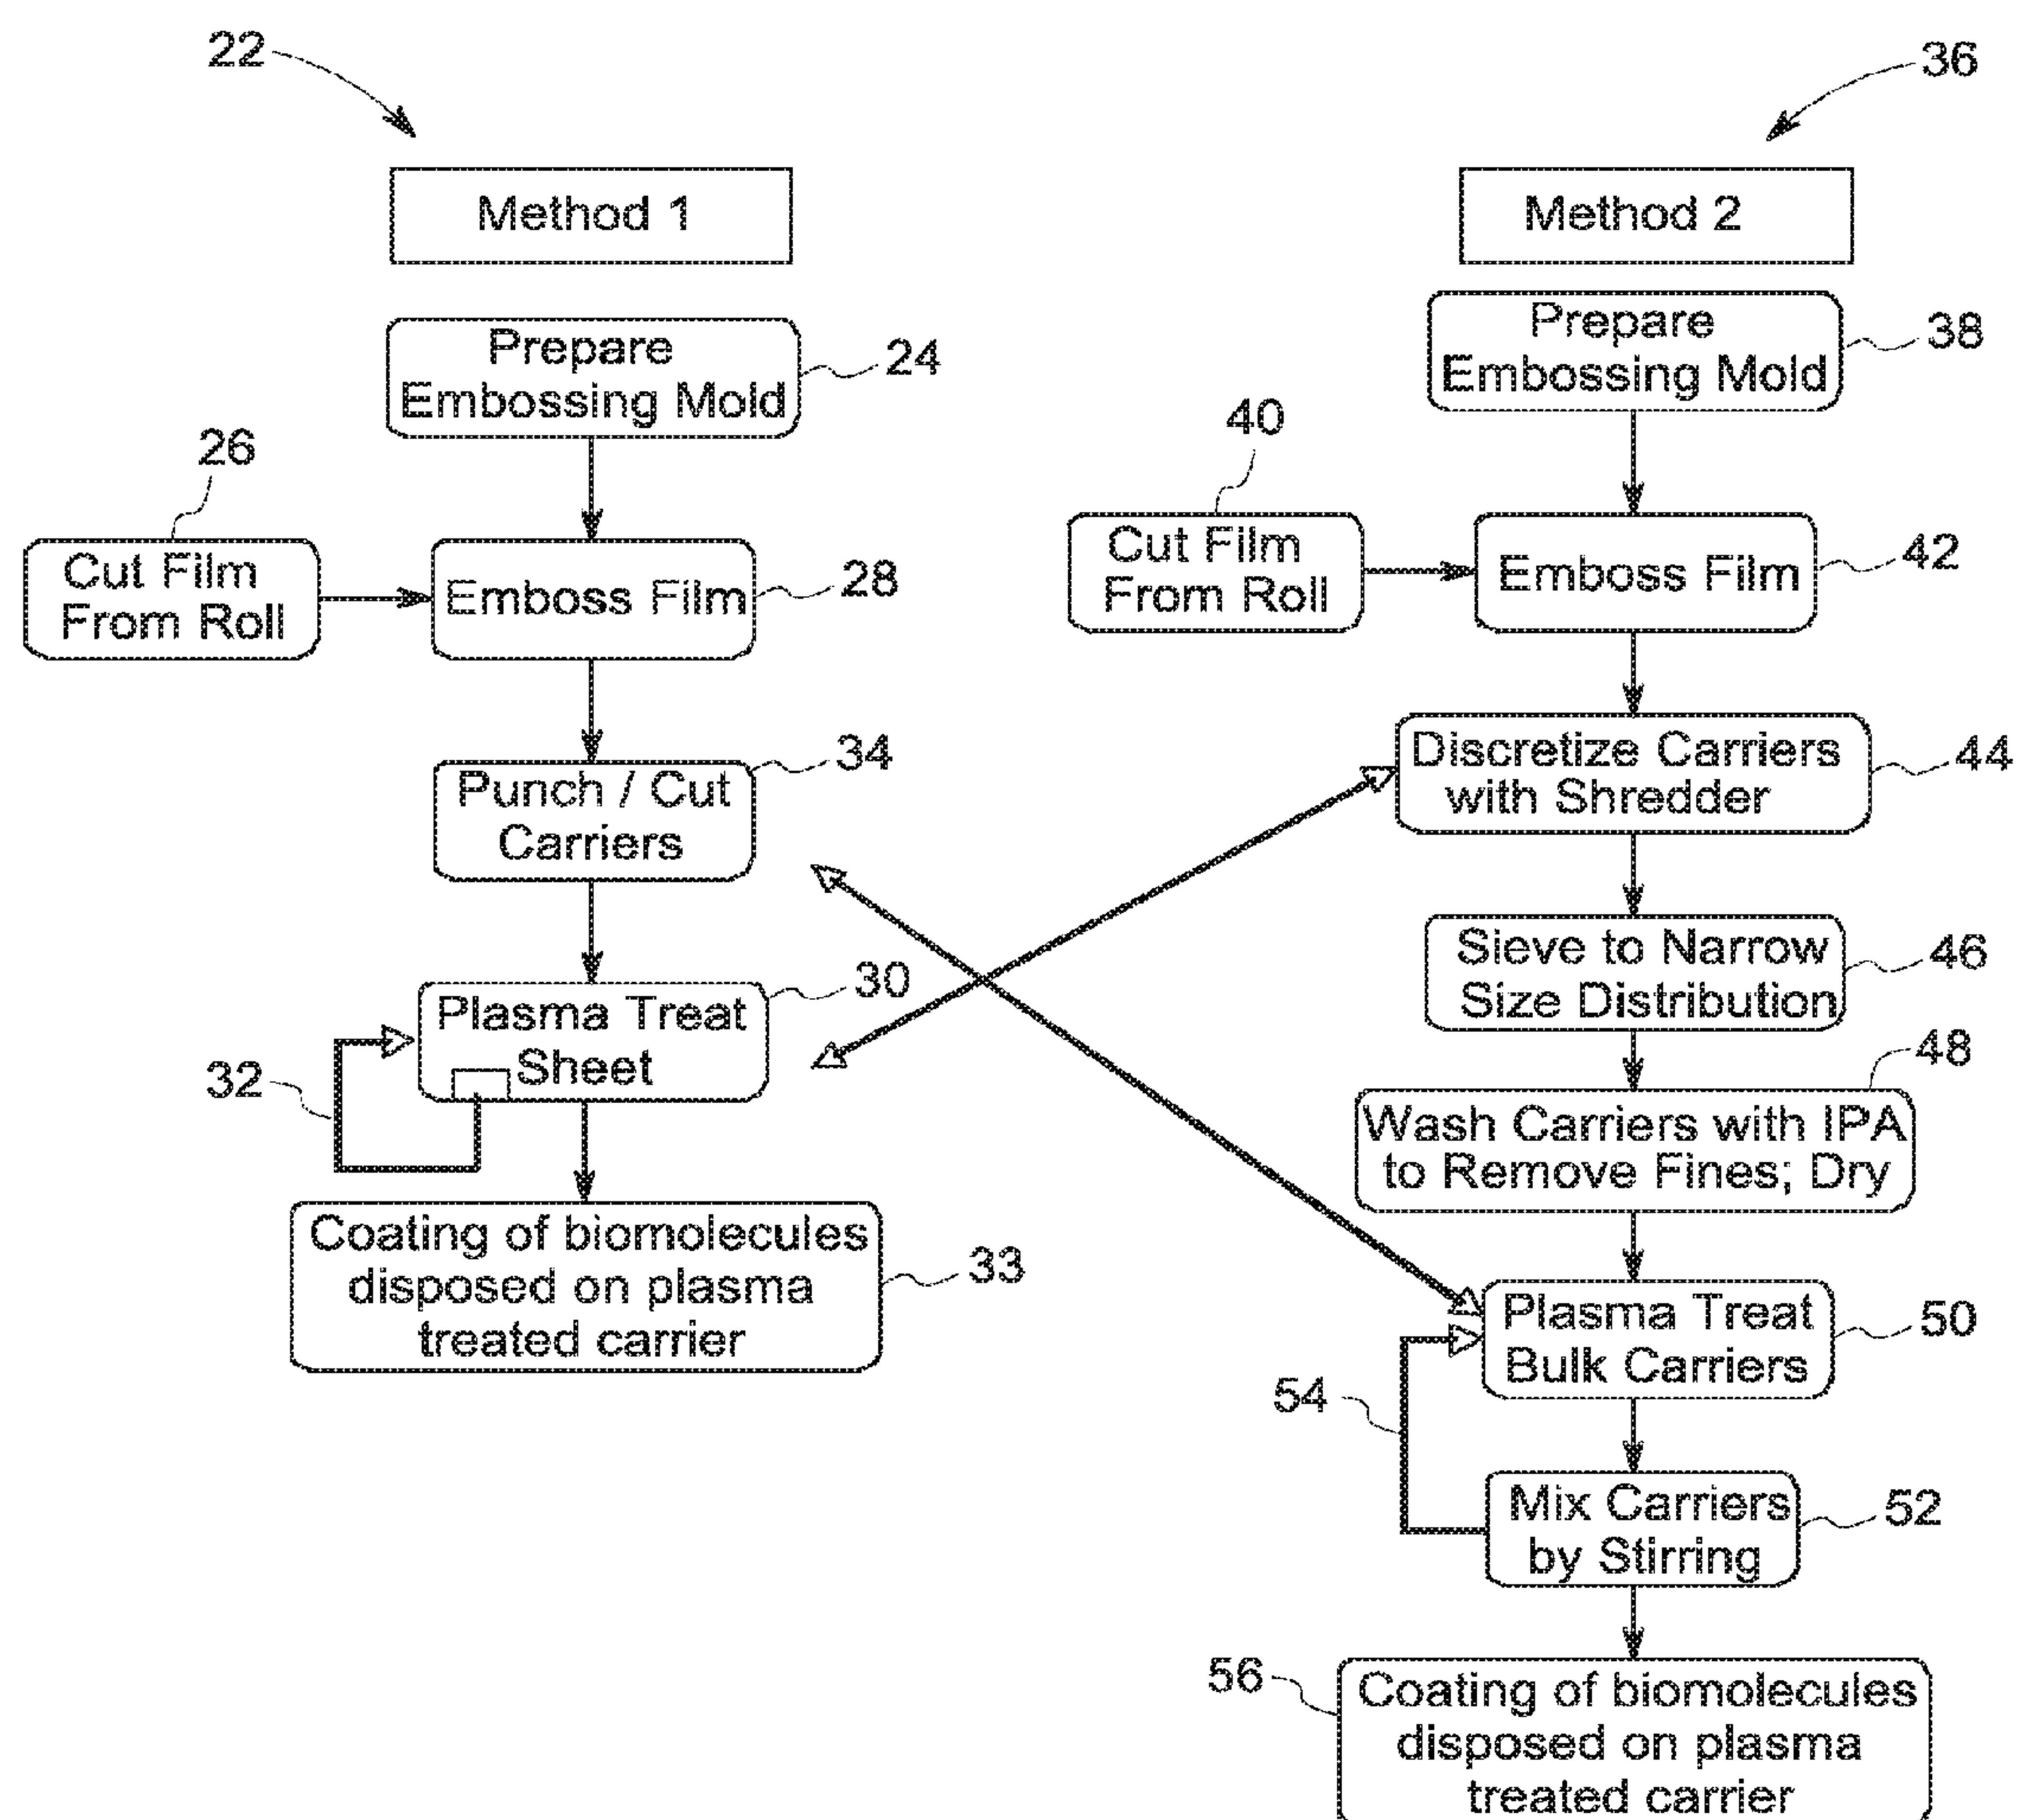 22
Method 1
Prepare
Embossing Mold
24
26
Cut Film
From Roll
Emboss Film
28
Punch / Cut
Carriers
34
Plasma Treat
Sheet
30
32
Coating of biomolecules
disposed on plasma
treated carrier
33
36
Method 2
Prepare
Embossing Mold
38
40
Cut Film
From Roll
Emboss Film
42
Discretize Carriers
with Shredder
44
Sieve to Narrow
Size Distribution
46
48
Wash Carriers with IPA
to Remove Fines; Dry
Plasma Treat
Bulk Carriers
50
54
Mix Carriers
by Stirring
52
56
Coating of biomolecules
disposed on plasma
treated carrier